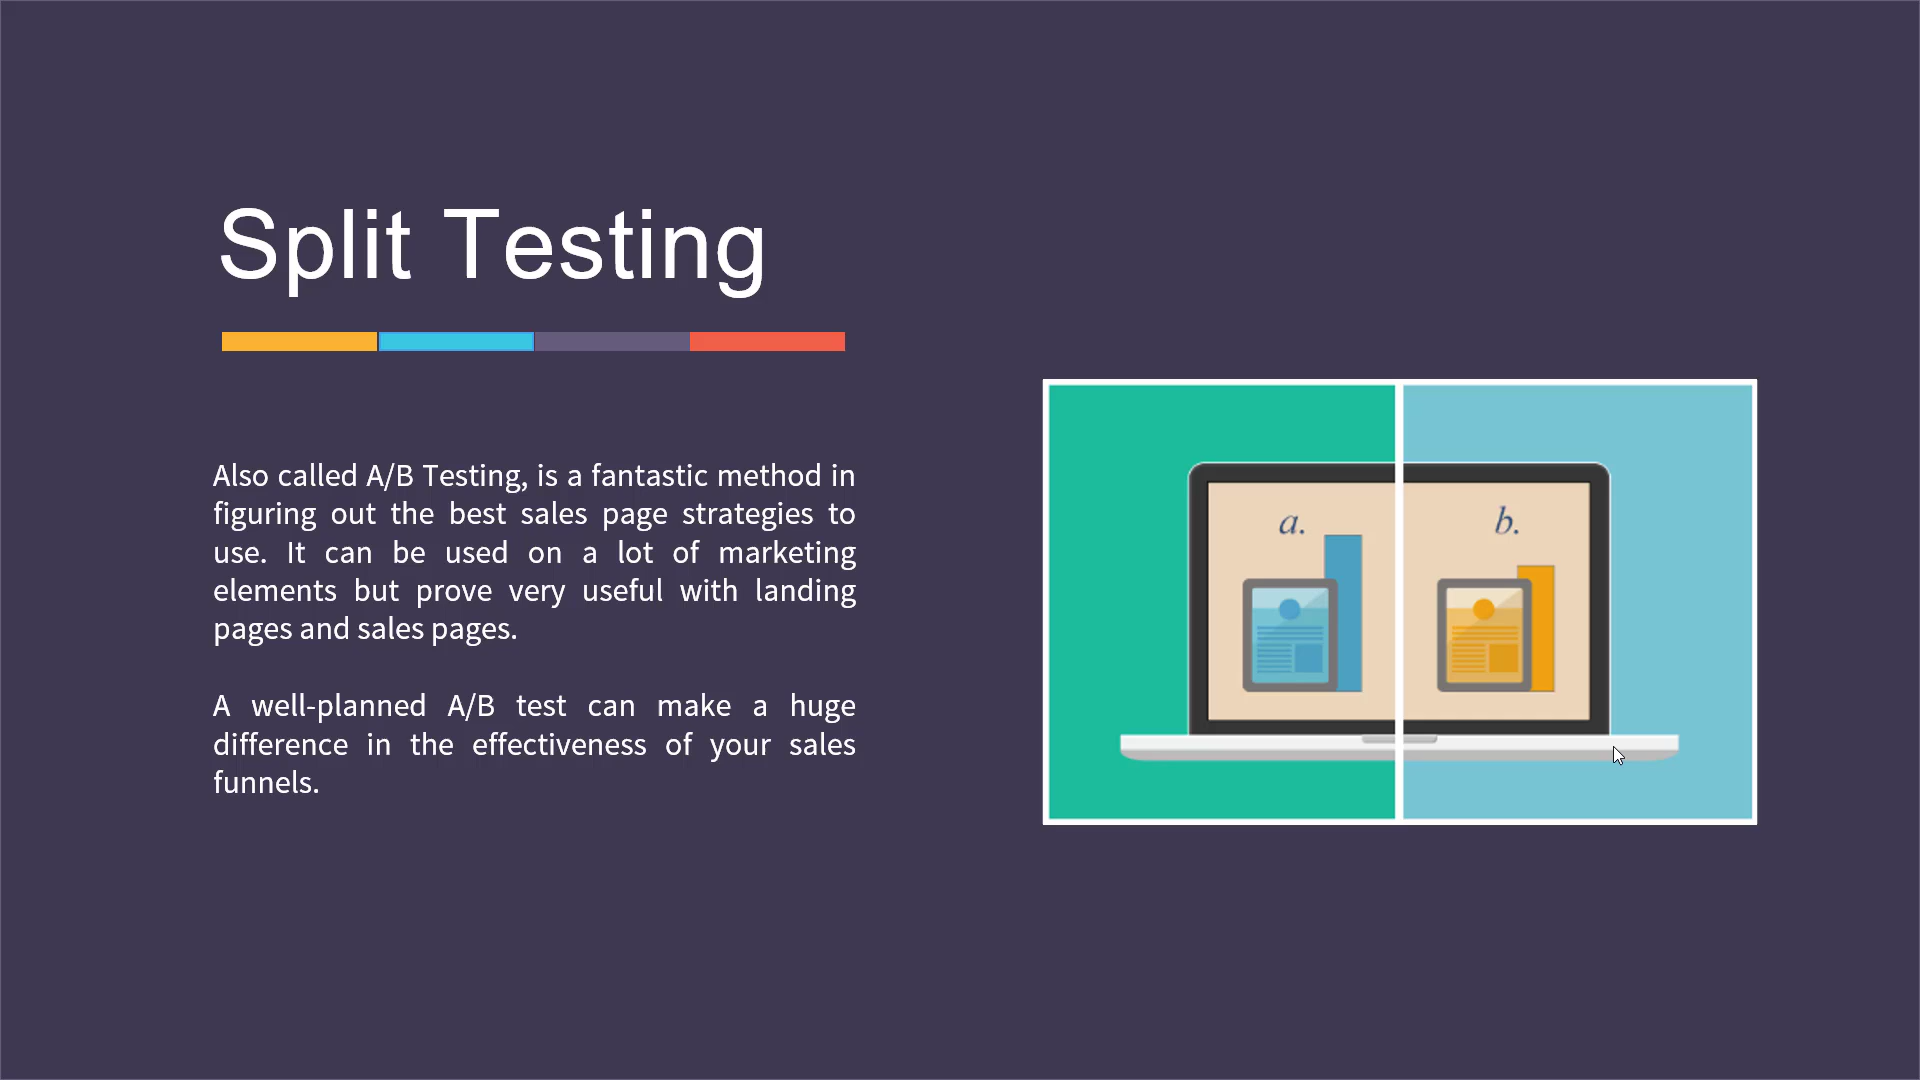 Split Testing
Also called A/B Testing, is a fantastic method in
figuring out the best sales page strategies to
use. It can be used on a lot of marketing
elements but prove very useful with landing
pages and sales pages.
A well-planned A/B test can make a huge
difference in the effectiveness of your sales
funnels.
a.
b.